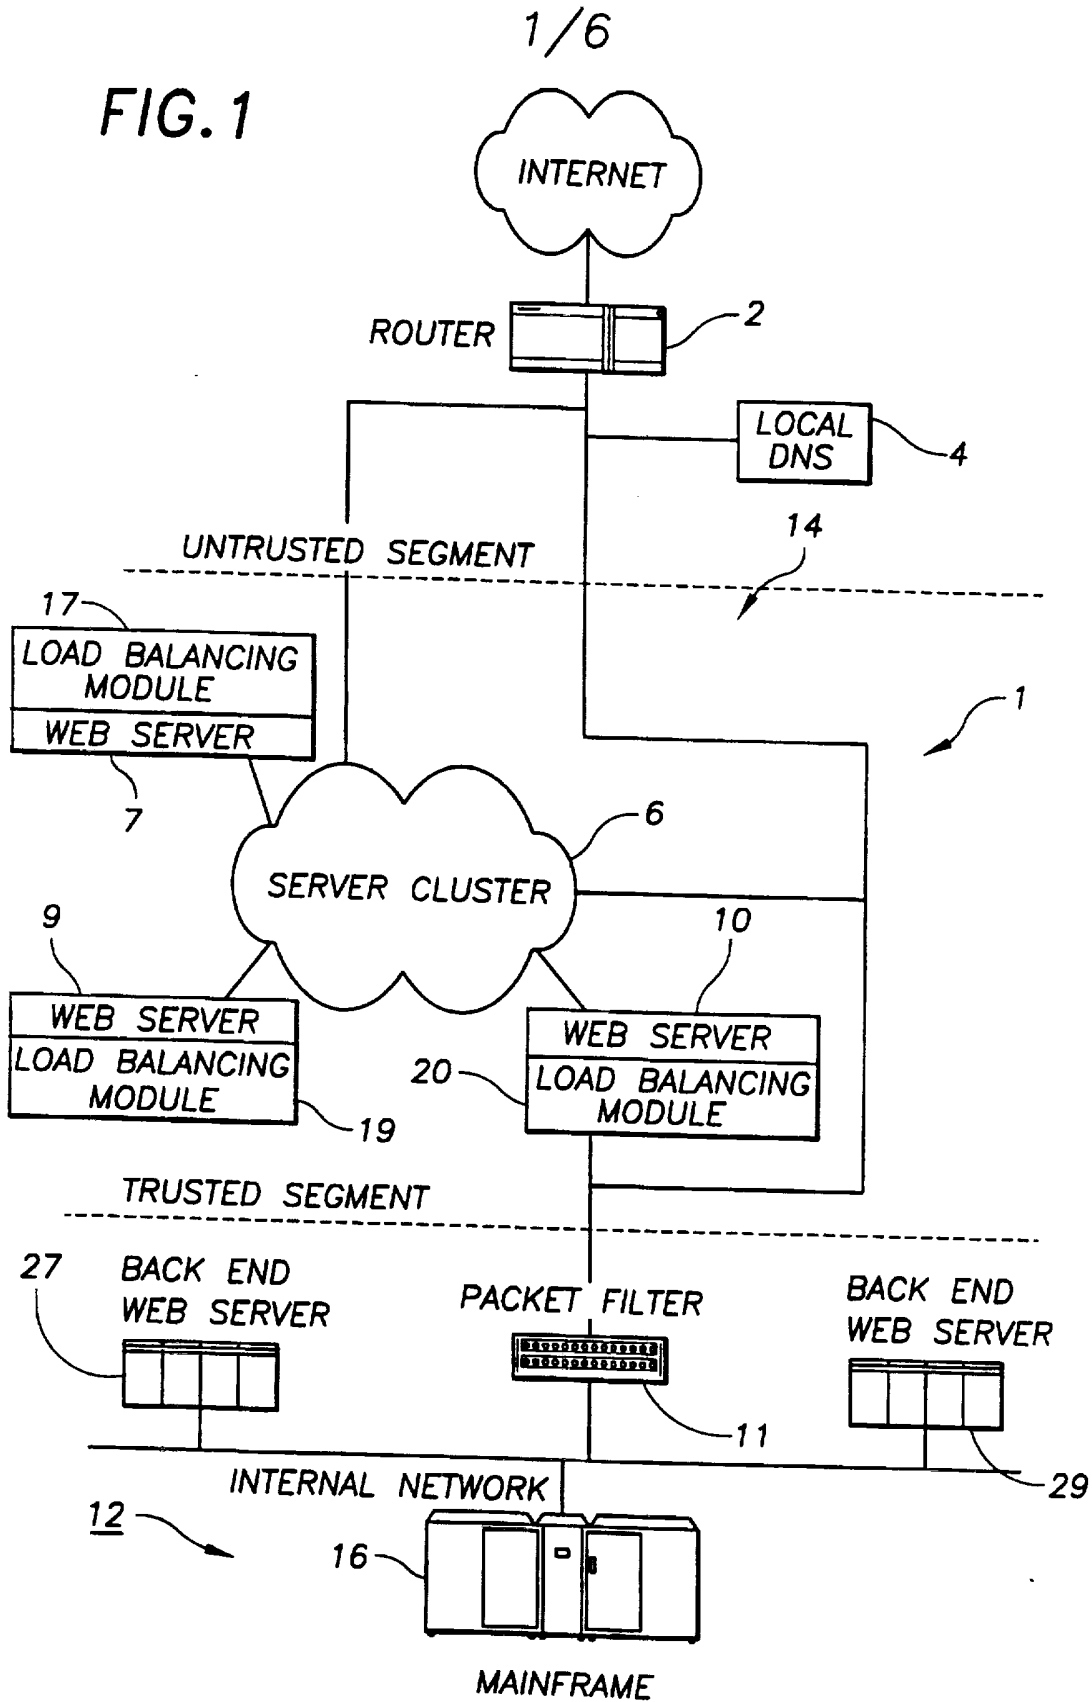 1/6
FIG. 1
INTERNET
ROUTER
2
LOCAL
DNS
4
14
UNTRUSTED SEGMENT
17
LOAD BALANCING
MODULE
WEB SERVER
7
1
6
SERVER CLUSTER
9
10
WEB SERVER
LOAD BALANCING
MODULE
19
WEB SERVER
20
LOAD BALANCING
MODULE
TRUSTED SEGMENT
27
BACK END
WEB SERVER
PACKET FILTER
BACK END
WEB SERVER
11
29
INTERNAL NETWORK
12
16
MAINFRAME